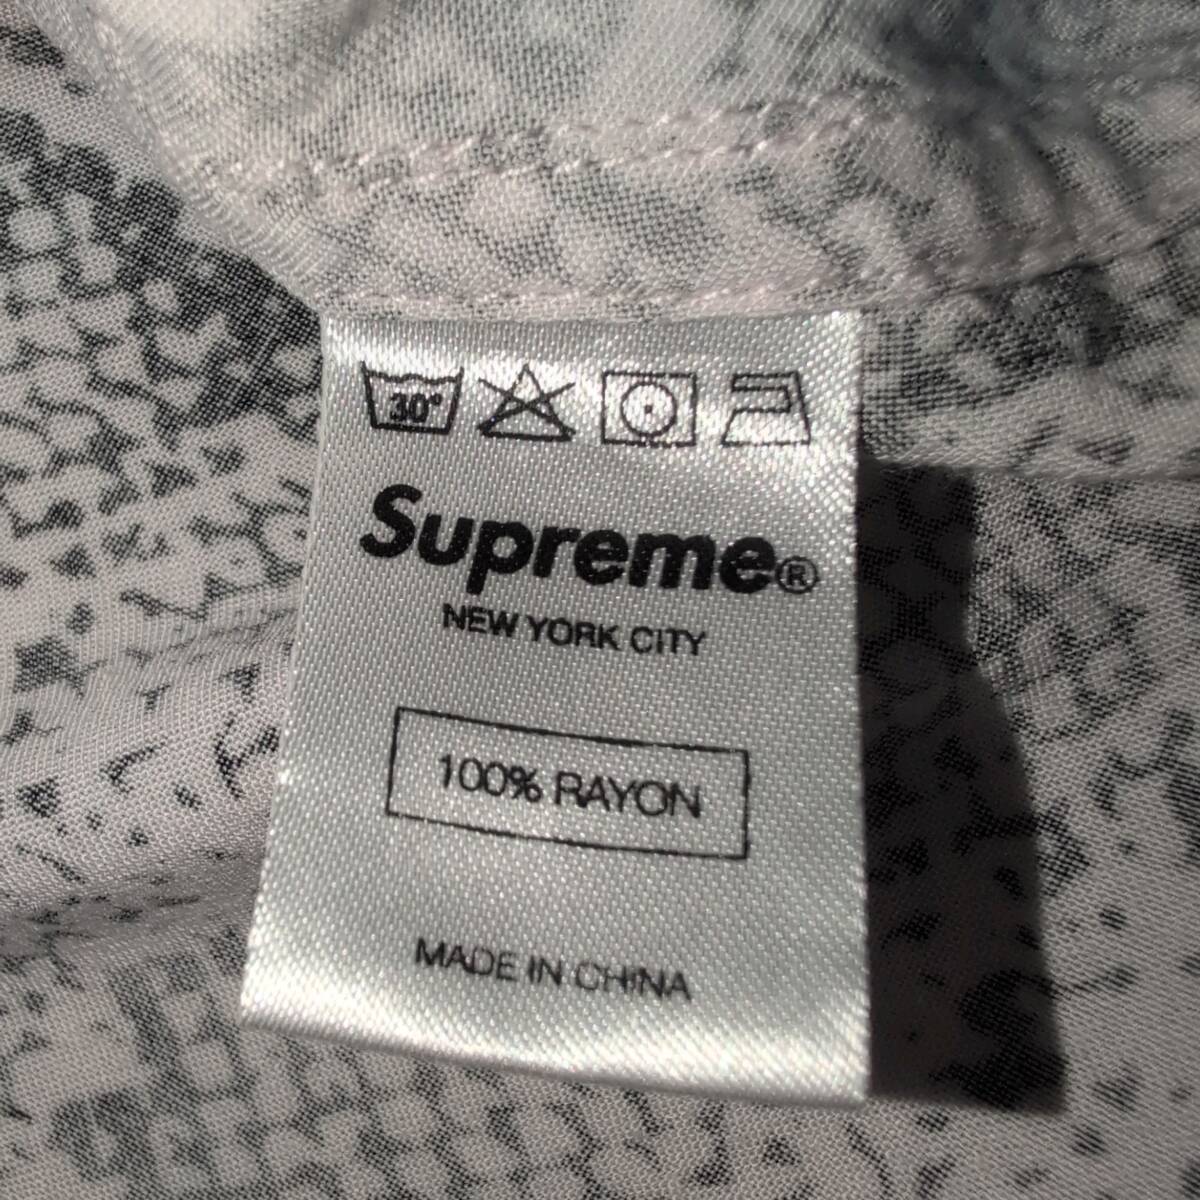 30°
Supreme®
NEW YORK CITY
100% RAYON
MADE IN CHINA